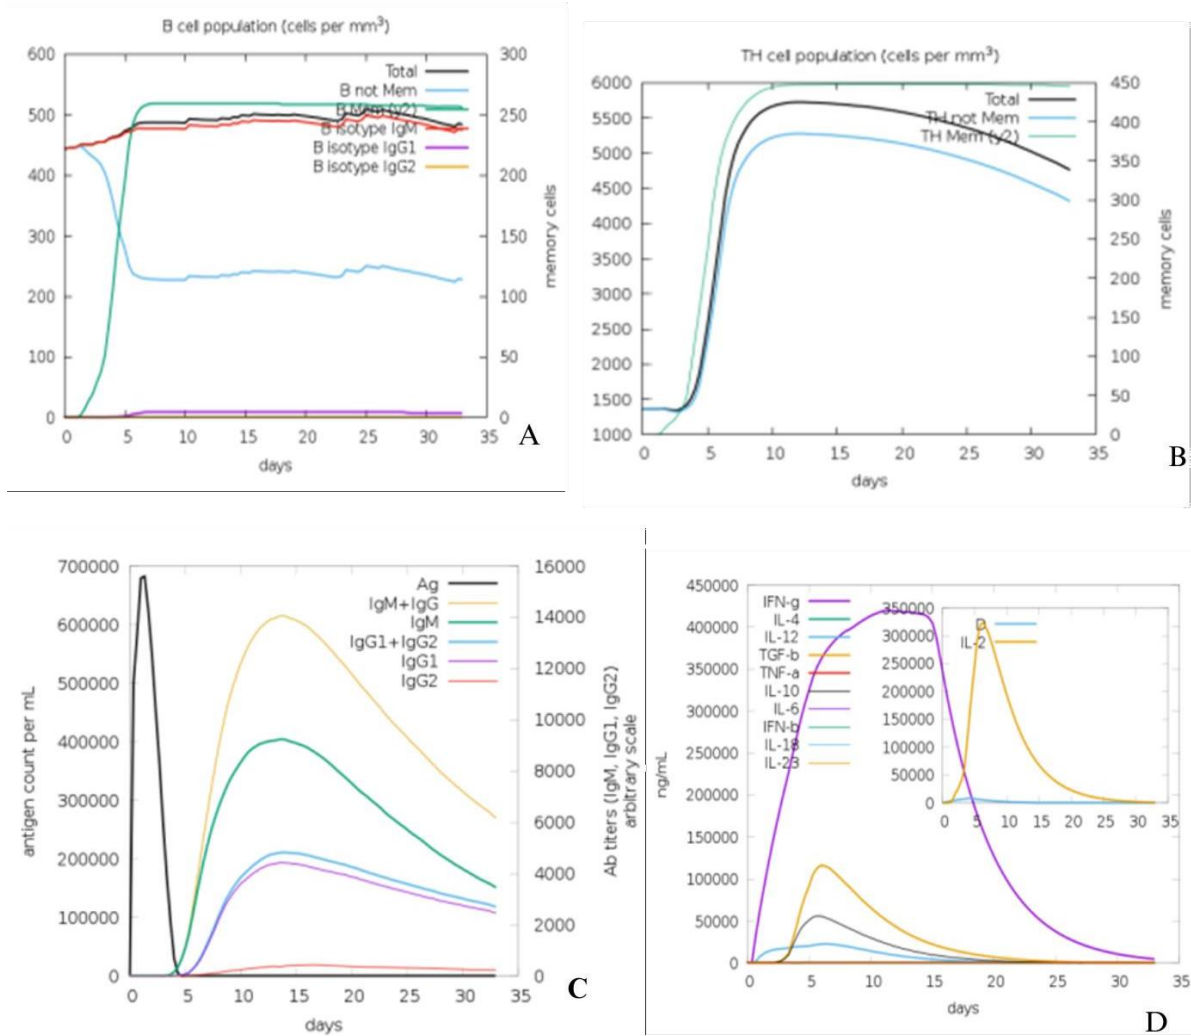 B cell population (cells per mm³)
600
500
400
300
200
100
0
300
250
200
150
100
50
0
Total
B not Mem
B Mem (y2)
B isotype IgM
B isotype IgG1
B isotype IgG2
memory cells
0 5 10 15 20 25 30 35
days
A
TH cell population (cells per mm³)
6000
5500
5000
4500
4000
3500
3000
2500
2000
1500
1000
450
400
350
300
250
200
150
100
50
0
Total
TH not Mem
TH Mem (y2)
memory cells
0 5 10 15 20 25 30 35
days
B
700000
600000
500000
400000
300000
200000
100000
0
antigen count per mL
16000
14000
12000
10000
8000
6000
4000
2000
0
Ag
IgM+IgG
IgM
IgG1+IgG2
IgG1
IgG2
Ab titers (IgM, IgG1, IgG2)
arbitrary scale
0 5 10 15 20 25 30 35
days
C
450000
400000
350000
300000
250000
200000
150000
100000
50000
0
ng/mL
IFN-g
IL-4
IL-12
TGF-b
TNF-a
IL-10
IL-6
IFN-b
IL-18
IL-23
350000
300000
250000
200000
150000
100000
50000
0
D
IL-2
0 5 10 15 20 25 30 35
0 5 10 15 20 25 30 35
days
D